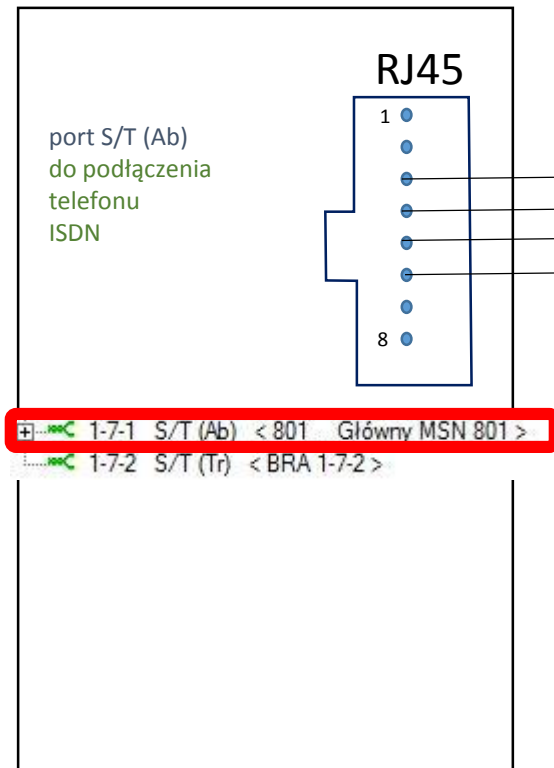 RJ45
1
port S/T (Ab)
do podłączenia
telefonu
ISDN
8
1-7-1 S/T (Ab) < 801 Główny MSN 801 >
1-7-2 S/T (Tr) < BRA 1-7-2 >